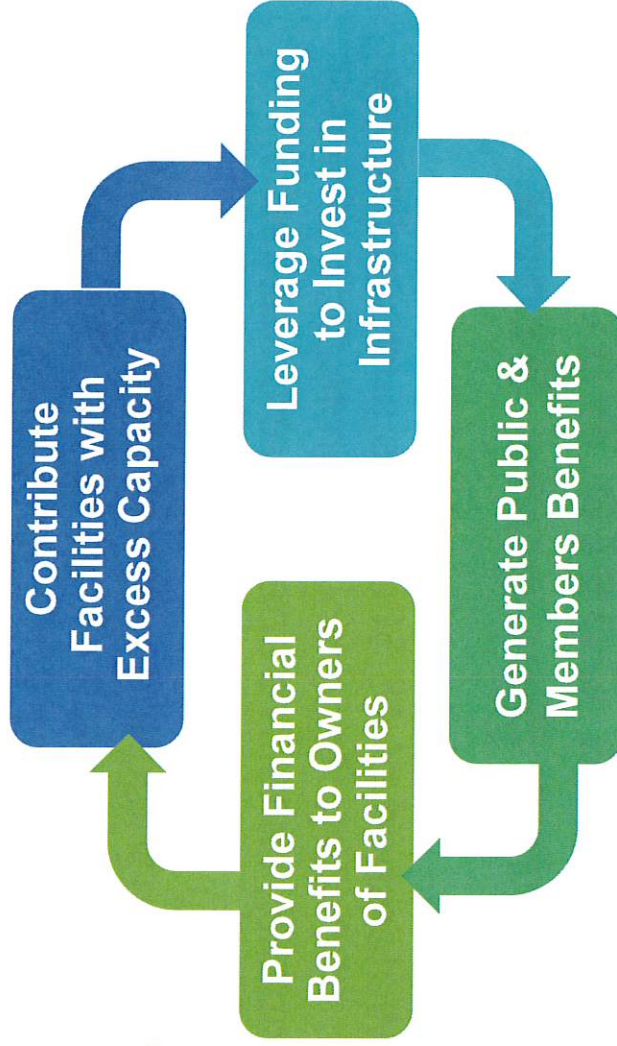 Contribute
Facilities with
Excess Capacity
Leverage Funding
to Invest in
Infrastructure
Generate Public &
Members Benefits
Provide Financial
Benefits to Owners
of Facilities